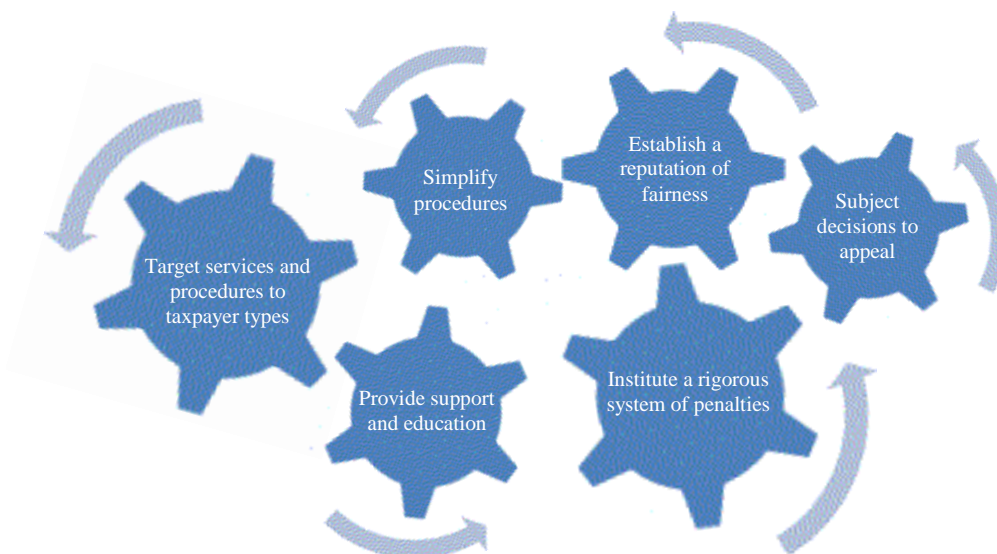 Target services and
procedures to
taxpayer types
Simplify
procedures
Establish a
reputation of
fairness
Subject
decisions to
appeal
Provide support
and education
Institute a rigorous
system of penalties